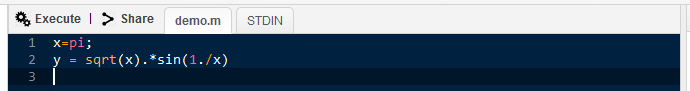 Execute | Share demo.m STDIN
1 x=pi;
2 y = sqrt(x).*sin(1./x)
3